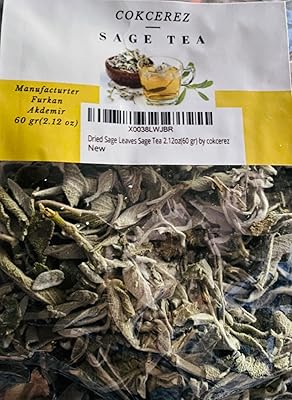 COKCEREZ
SAGE TEA
Manufacturter
Furkan
Akdemir
60 gr(2.12 oz)
X0038LWJBR
Dried Sage Leaves Sage Tea 2.12oz(60 gr) by cokcerez
New